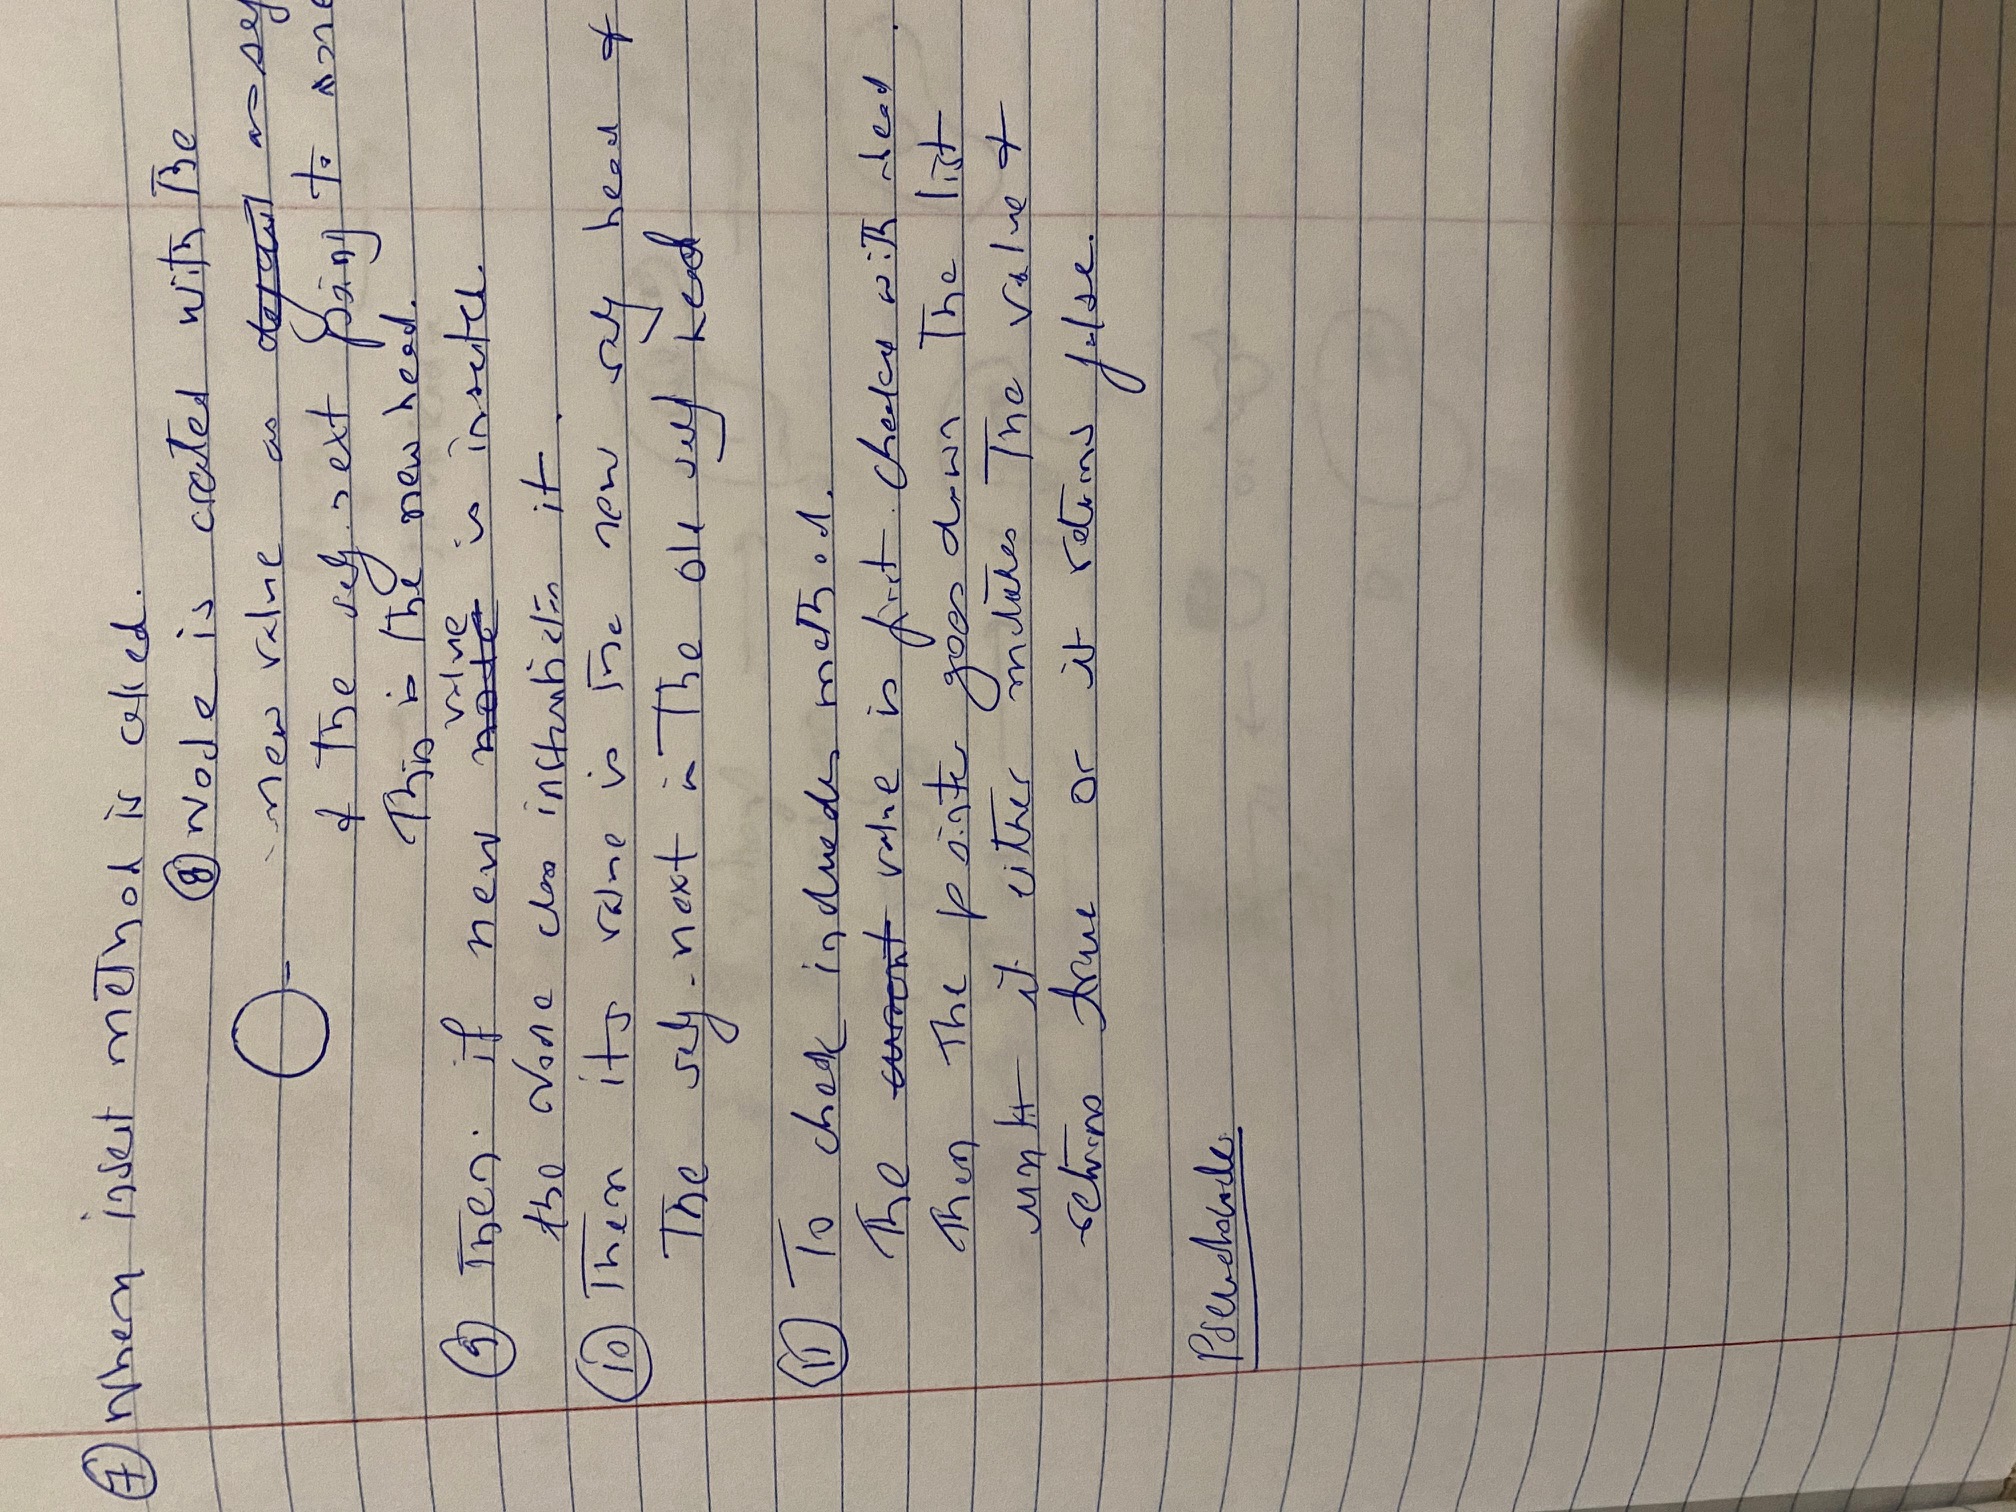 ⑦ When insert method is called.
⑧ Node is crated with the
new value as default as self
& the self.next poing to none
This is the new head.
value
⑨ Then. if new node is inserted.
the Node class instantiates it.
⑩ Then its value is the new self head &
The self.next is The old self head
⑪ To check includes method.
The current value is first checked with head.
Then The pointer goes down The list
until it either matches The value &
returns true or it returns false.
Pseudocode